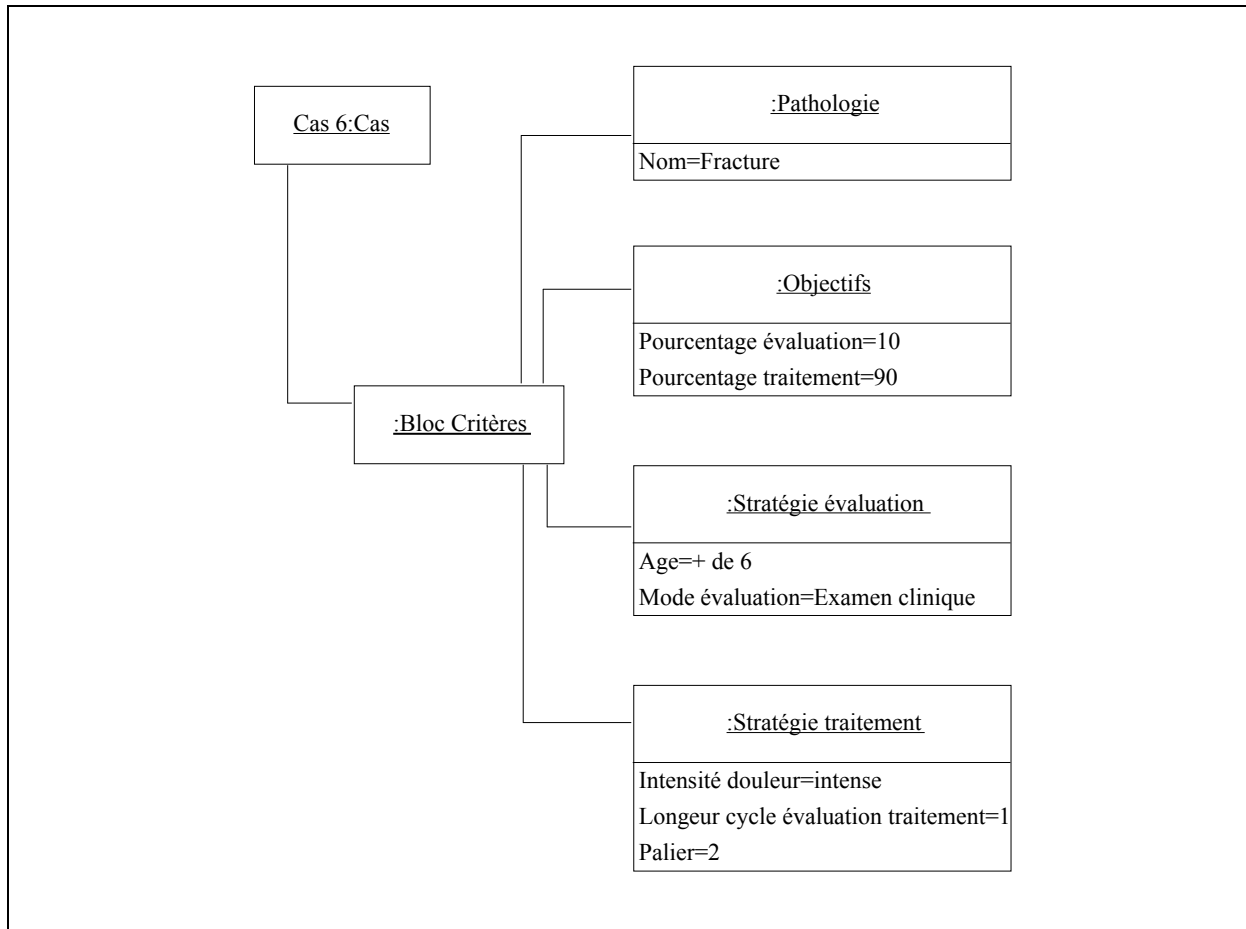 Cas 6:Cas
:Pathologie
Nom=Fracture
:Objectifs
Pourcentage évaluation=10
Pourcentage traitement=90
:Bloc Critères
:Stratégie évaluation
Age=+ de 6
Mode évaluation=Examen clinique
:Stratégie traitement
Intensité douleur=intense
Longeur cycle évaluation traitement=1
Palier=2